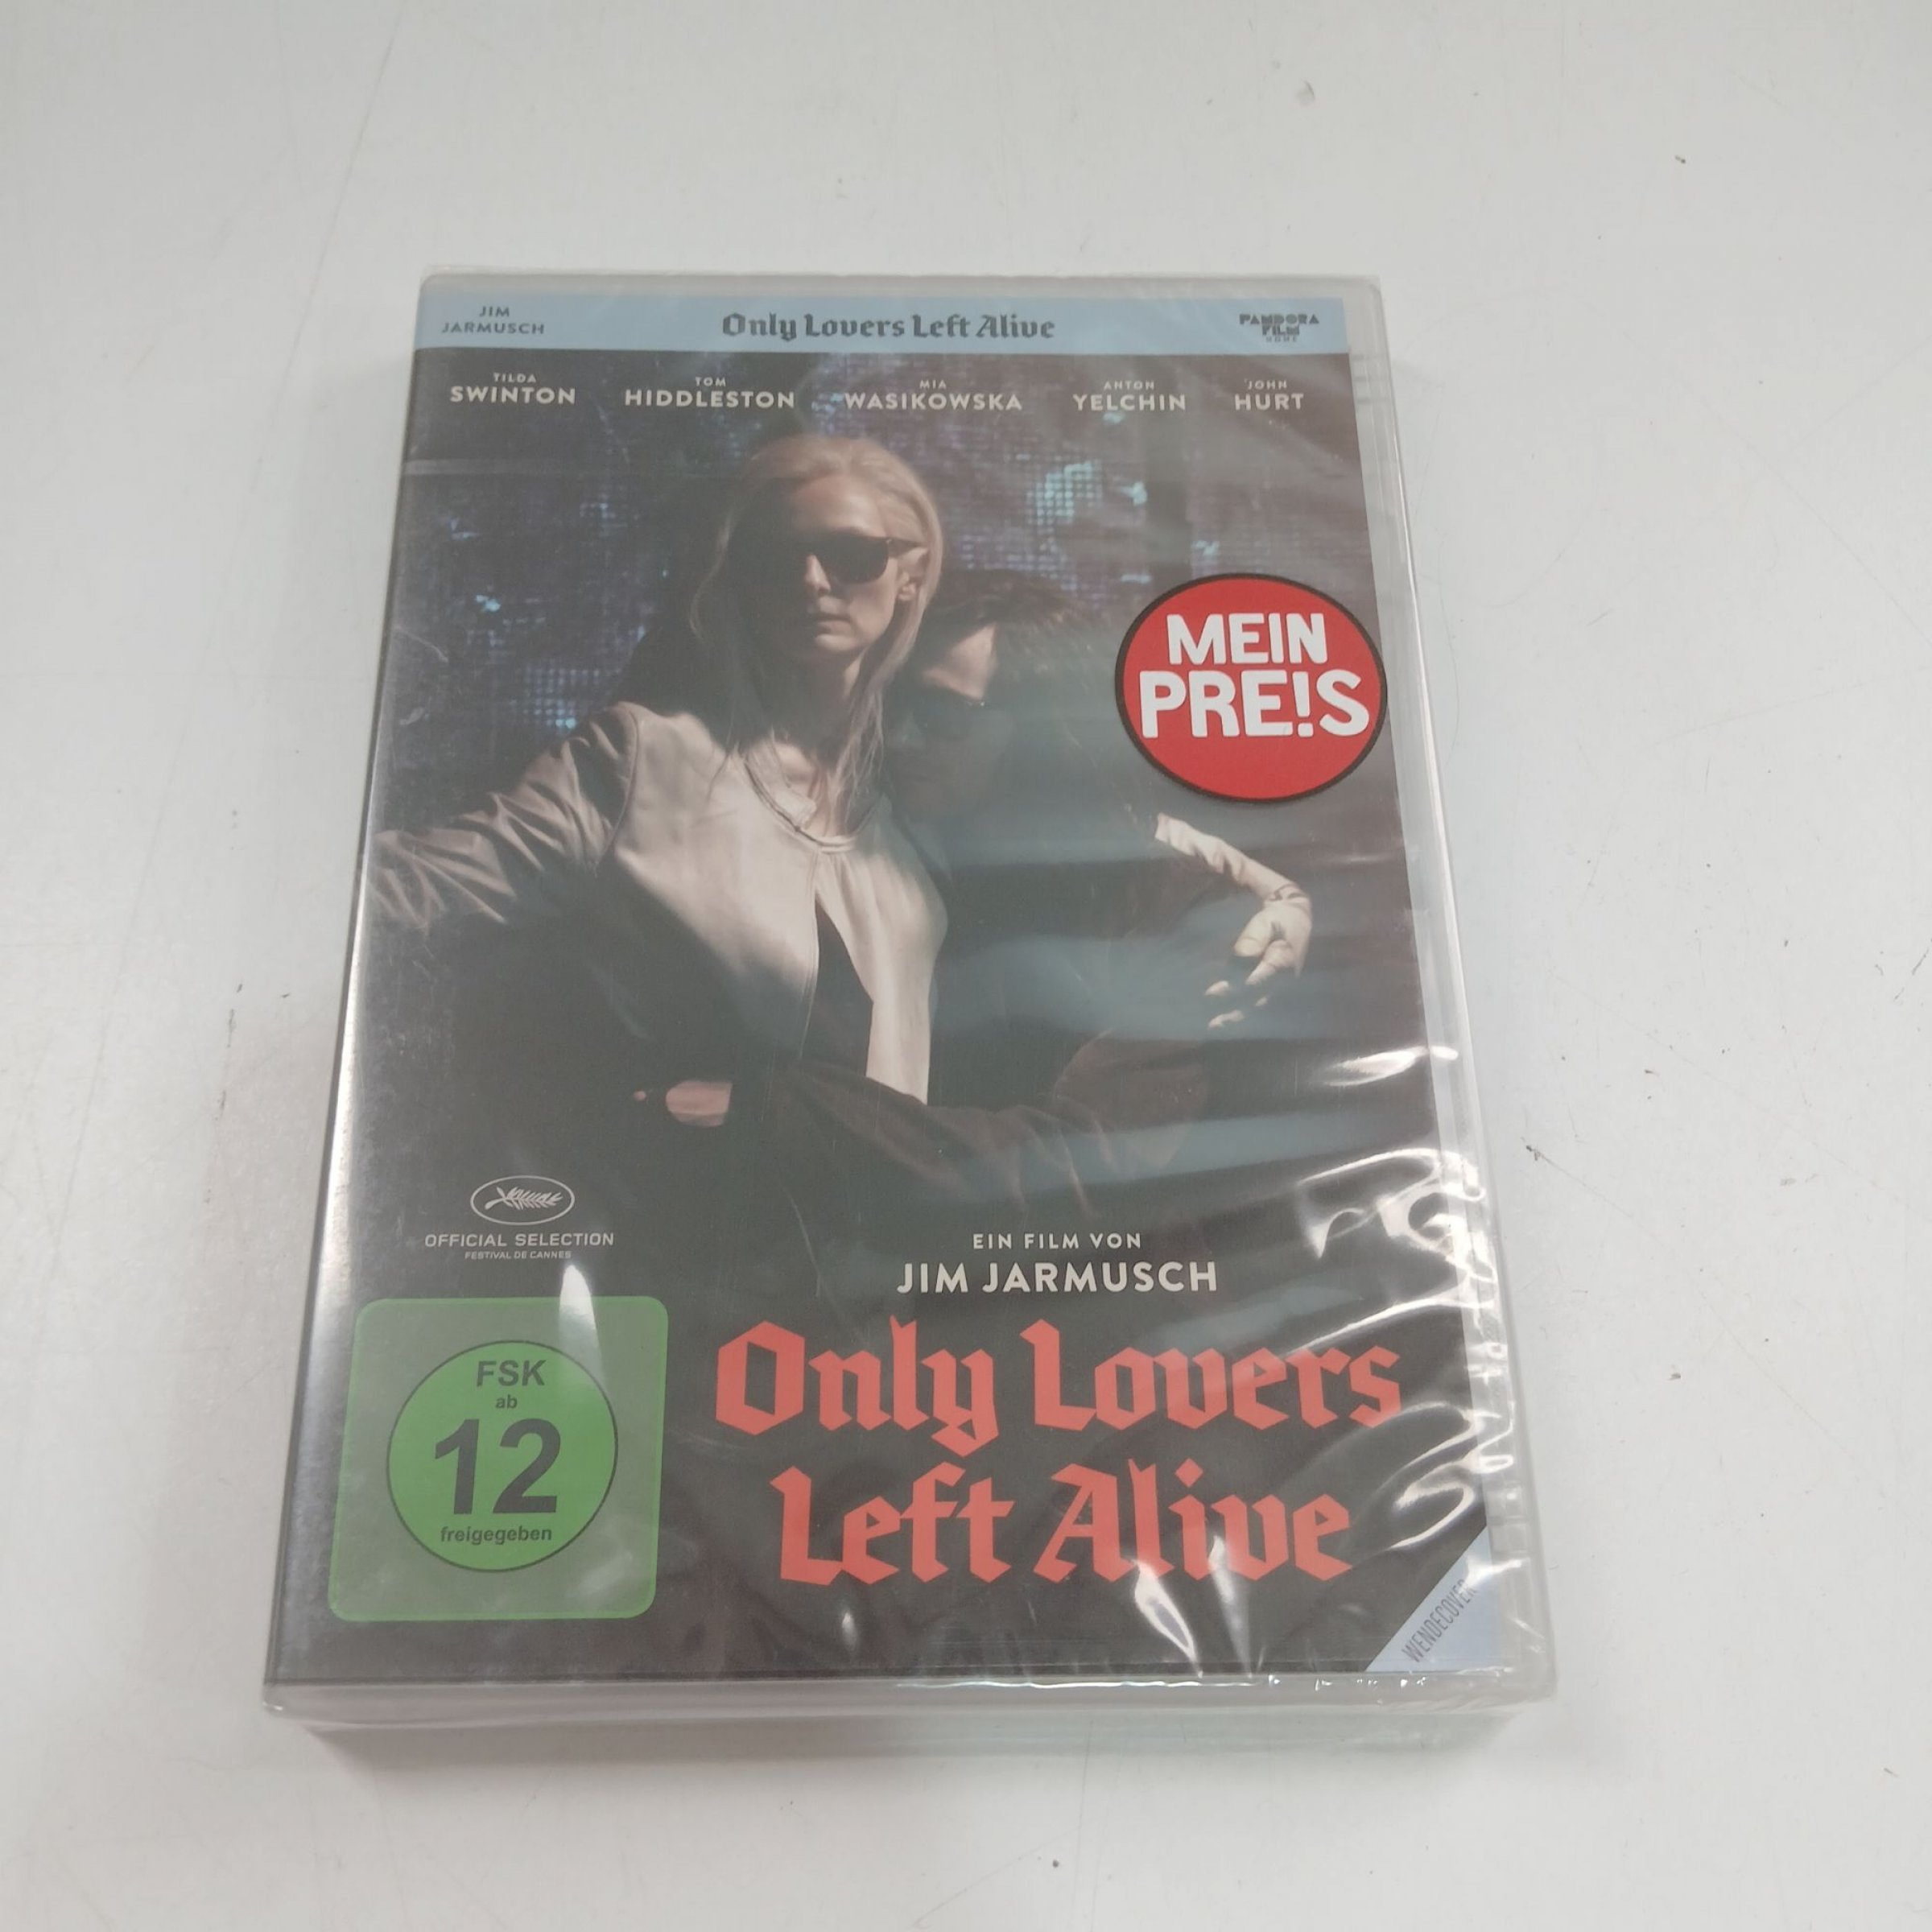 JIM
JARMUSCH
Only Lovers Left Alive
PANDORA
FILM
HOME
TILDA
SWINTON
TOM
HIDDLESTON
MIA
WASIKOWSKA
ANTON
YELCHIN
JOHN
HURT
MEIN
PRE!S
OFFICIAL SELECTION
FESTIVAL DE CANNES
EIN FILM VON
JIM JARMUSCH
Only Lovers
Left Alive
FSK
ab
12
freigegeben
WENDECOVER